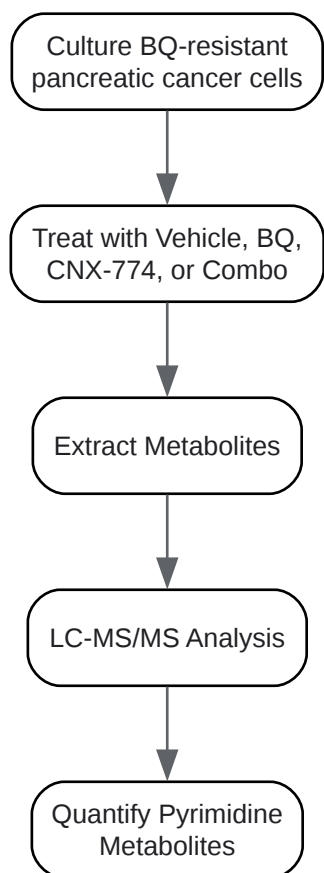 Culture BQ-resistant
pancreatic cancer cells
Treat with Vehicle, BQ,
CNX-774, or Combo
Extract Metabolites
LC-MS/MS Analysis
Quantify Pyrimidine
Metabolites